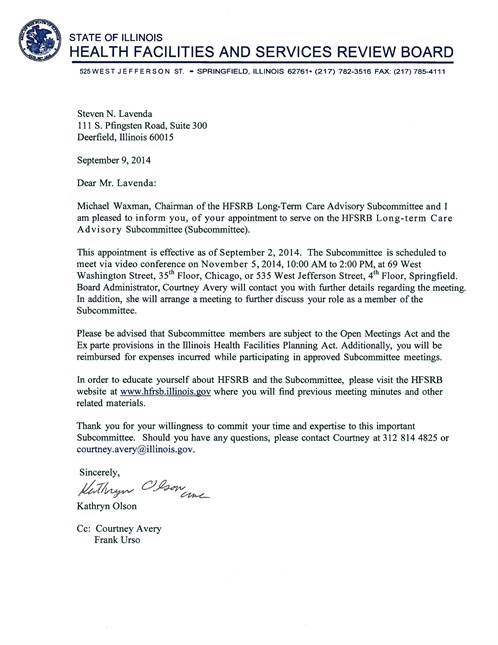 STATE OF ILLINOIS
HEALTH FACILITIES AND SERVICES REVIEW BOARD
525 WEST JEFFERSON ST. • SPRINGFIELD, ILLINOIS 62761• (217) 782-3516 FAX: (217) 785-4111
Steven N. Lavenda
111 S. Pfingsten Road, Suite 300
Deerfield, Illinois 60015
September 9, 2014
Dear Mr. Lavenda:
Michael Waxman, Chairman of the HFSRB Long-Term Care Advisory Subcommittee and I
am pleased to inform you, of your appointment to serve on the HFSRB Long-term Care
Advisory Subcommittee (Subcommittee).
This appointment is effective as of September 2, 2014. The Subcommittee is scheduled to
meet via video conference on November 5, 2014, 10:00 AM to 2:00 PM, at 69 West
Washington Street, 35th Floor, Chicago, or 535 West Jefferson Street, 4th Floor, Springfield.
Board Administrator, Courtney Avery will contact you with further details regarding the meeting.
In addition, she will arrange a meeting to further discuss your role as a member of the
Subcommittee.
Please be advised that Subcommittee members are subject to the Open Meetings Act and the
Ex parte provisions in the Illinois Health Facilities Planning Act. Additionally, you will be
reimbursed for expenses incurred while participating in approved Subcommittee meetings.
In order to educate yourself about HFSRB and the Subcommittee, please visit the HFSRB
website at www.hfrsb.illinois.gov where you will find previous meeting minutes and other
related materials.
Thank you for your willingness to commit your time and expertise to this important
Subcommittee. Should you have any questions, please contact Courtney at 312 814 4825 or
courtney.avery@illinois.gov.
Sincerely,
Kathryn Olson
Kathryn Olson
Cc: Courtney Avery
Frank Urso